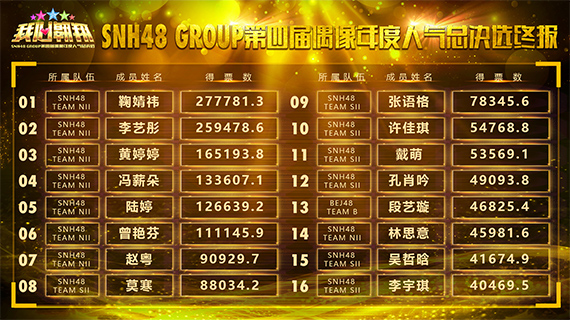 我们翱翔
SNH48 GROUP第四届偶像年度人气总决选终报
所属队伍 成员姓名 得票数
01 SNH48 TEAM NII 鞠婧祎 277781.3
02 SNH48 TEAM NII 李艺彤 259478.6
03 SNH48 TEAM NII 黄婷婷 165193.8
04 SNH48 TEAM NII 冯薪朵 133607.1
05 SNH48 TEAM NII 陆婷 126639.2
06 SNH48 TEAM NII 曾艳芬 111145.9
07 SNH48 TEAM NII 赵粤 90929.7
08 SNH48 TEAM SII 莫寒 88034.2
所属队伍 成员姓名 得票数
09 SNH48 TEAM SII 张语格 78345.6
10 SNH48 TEAM SII 许佳琪 54768.8
11 SNH48 TEAM SII 戴萌 53569.1
12 SNH48 TEAM SII 孔肖吟 49093.8
13 BEJ48 TEAM B 段艺璇 46825.4
14 SNH48 TEAM NII 林思意 45981.6
15 SNH48 TEAM SII 吴哲晗 41674.9
16 SNH48 TEAM SII 李宇琪 40469.5